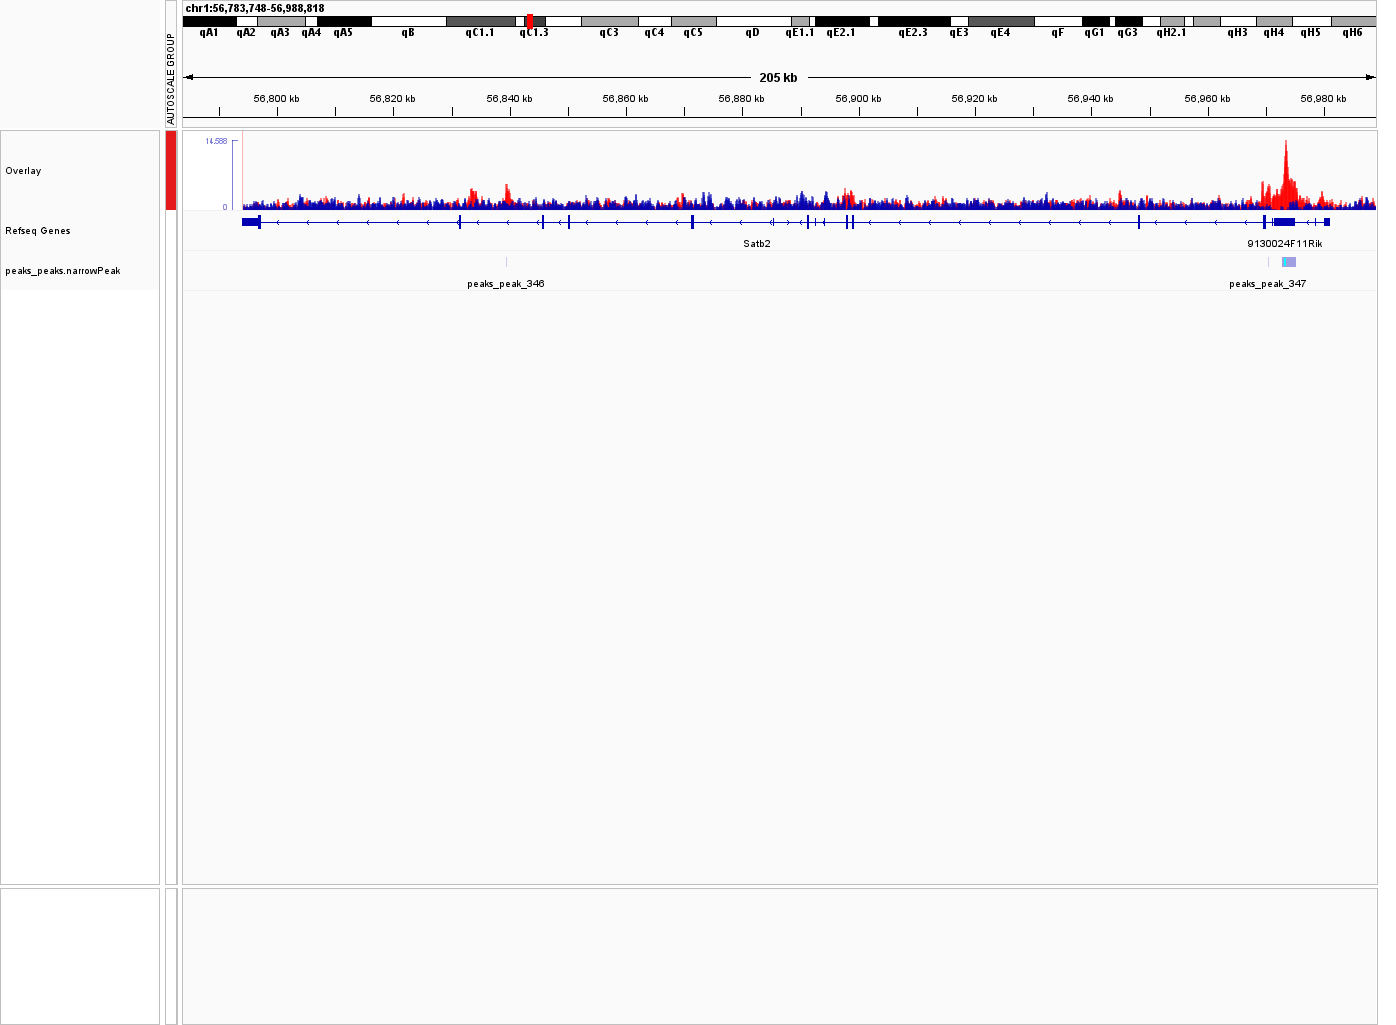 chr1:56,783,748-56,988,818
qA1 qA2 qA3 qA4 qA5 qB qC1.1 qC1.3 qC3 qC4 qC5 qD qE1.1 qE2.1 qE2.3 qE3 qE4 qF qG1 qG3 qH2.1 qH3 qH4 qH5 qH6
AUTOSCALE GROUP
205 kb
56,800 kb 56,820 kb 56,840 kb 56,860 kb 56,880 kb 56,900 kb 56,920 kb 56,940 kb 56,960 kb 56,980 kb
14.588
Overlay
0
Refseq Genes
Satb2 9130024F11Rik
peaks_peaks.narrowPeak
peaks_peak_346 peaks_peak_347